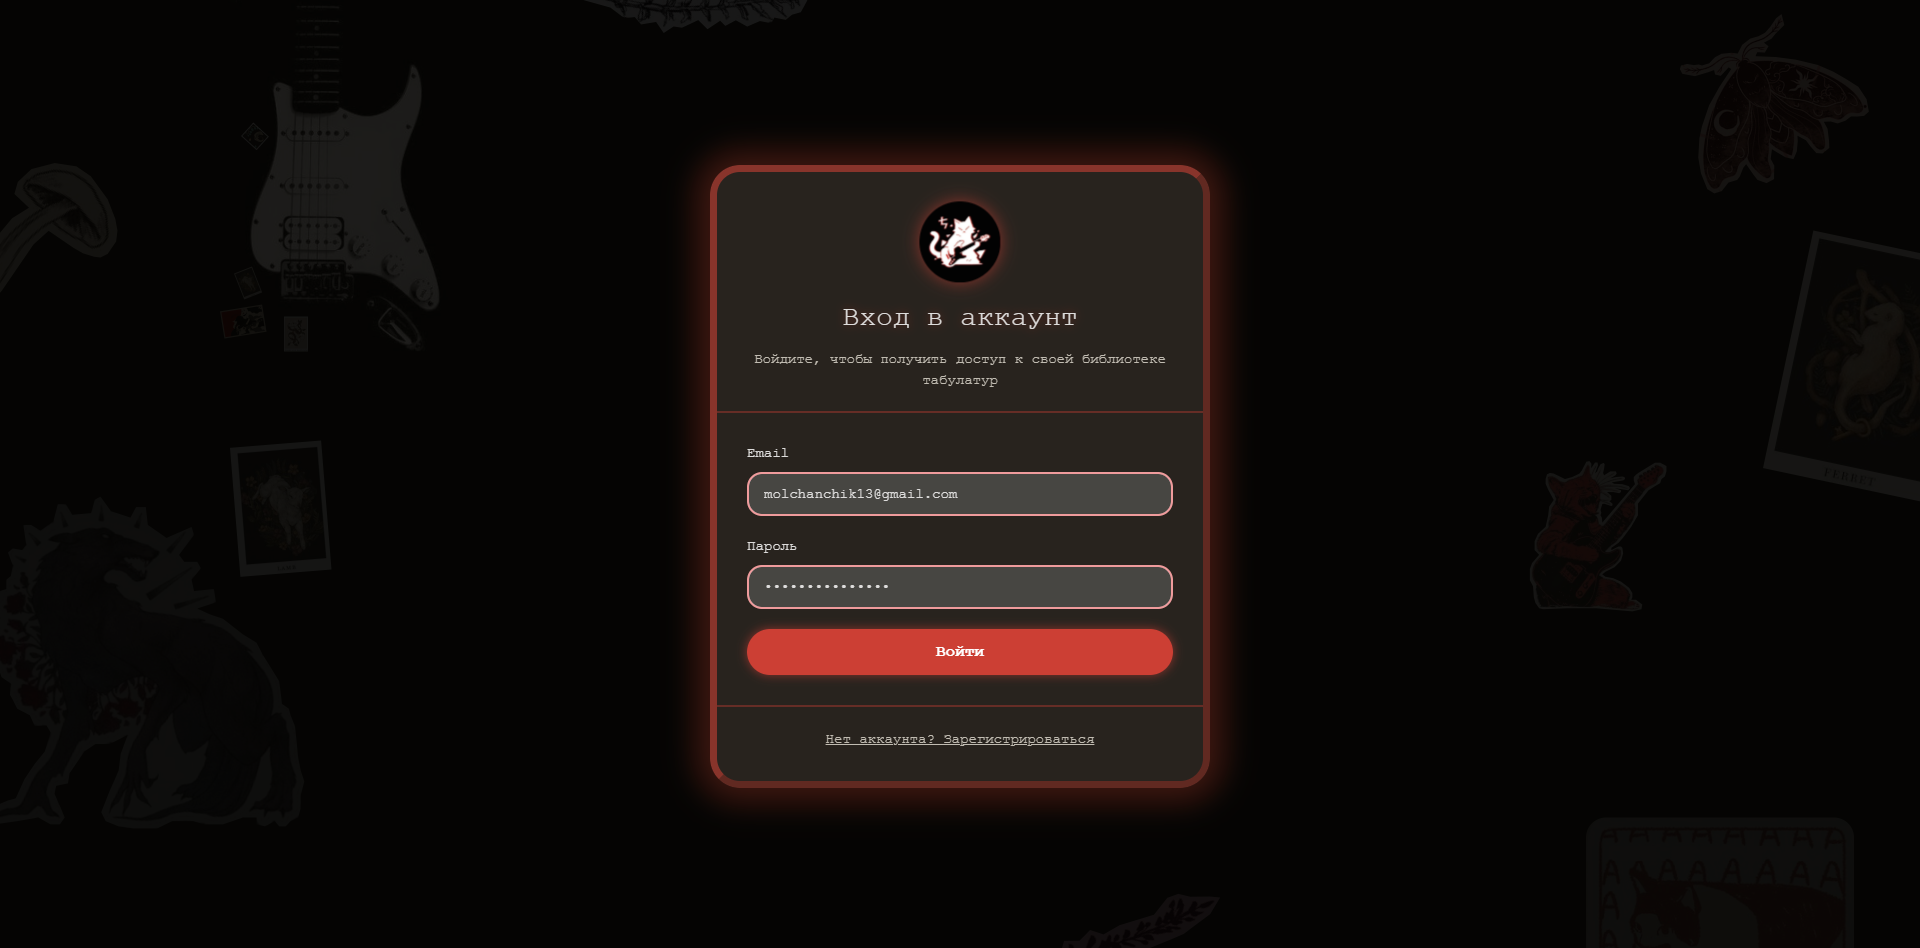 Вход в аккаунт
Войдите, чтобы получить доступ к своей библиотеке
табулатур
Email
molchanchik13@gmail.com
Пароль
•••••••••••••••
Войти
Нет аккаунта? Зарегистрироваться